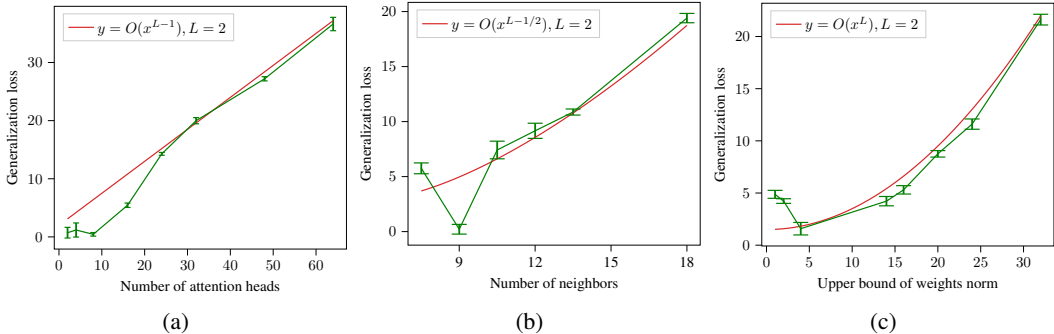 y = O(x^{L−1}), L = 2
Generalization loss
30
20
10
0
0 10 20 30 40 50 60
Number of attention heads
(a)
y = O(x^{L−1/2}), L = 2
Generalization loss
20
15
10
5
0
9 12 15 18
Number of neighbors
(b)
y = O(x^L), L = 2
Generalization loss
20
15
10
5
0
0 5 10 15 20 25 30
Upper bound of weights norm
(c)